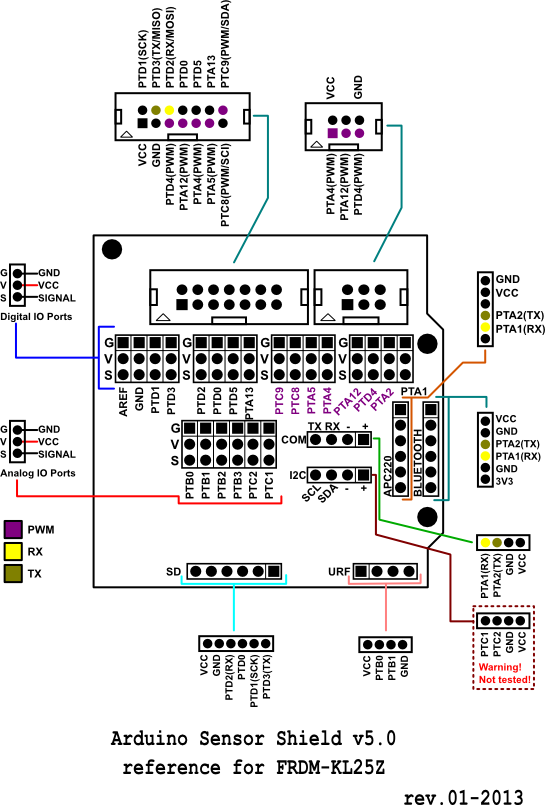 PTD1(SCK)
PTD3(TX/MISO)
PTD2(RX/MOSI)
PTD0
PTD5
PTA13
PTC9(PWM/SDA)
VCC
GND
PTD4(PWM)
PTA12(PWM)
PTA4(PWM)
PTA5(PWM)
PTC8(PWM/SCI)
VCC
GND
PTA4(PWM)
PTA12(PWM)
PTD4(PWM)
G GND
V VCC
S SIGNAL
Digital IO Ports
G
V
S
G
V
S
G
V
S
G
V
S
AREF
GND
PTD1
PTD3
PTD2
PTD0
PTD5
PTA13
PTC9
PTC8
PTA5
PTA4
PTA12
PTD4
PTA2
PTA1
GND
VCC
PTA2(TX)
PTA1(RX)
G GND
V VCC
S SIGNAL
Analog IO Ports
G
V
S
PTB0
PTB1
PTB2
PTB3
PTC2
PTC1
TX RX - +
COM
I2C
SCL
SDA
-
+
APC220
BLUETOOTH
VCC
GND
PTA2(TX)
PTA1(RX)
GND
3V3
PWM
RX
TX
PTA1(RX)
PTA2(TX)
GND
VCC
SD
URF
PTC1
PTC2
GND
VCC
Warning!
Not tested!
VCC
GND
PTD2(RX)
PTD0
PTD1(SCK)
PTD3(TX)
VCC
PTB0
PTB1
GND
Arduino Sensor Shield v5.0
reference for FRDM-KL25Z
rev.01-2013